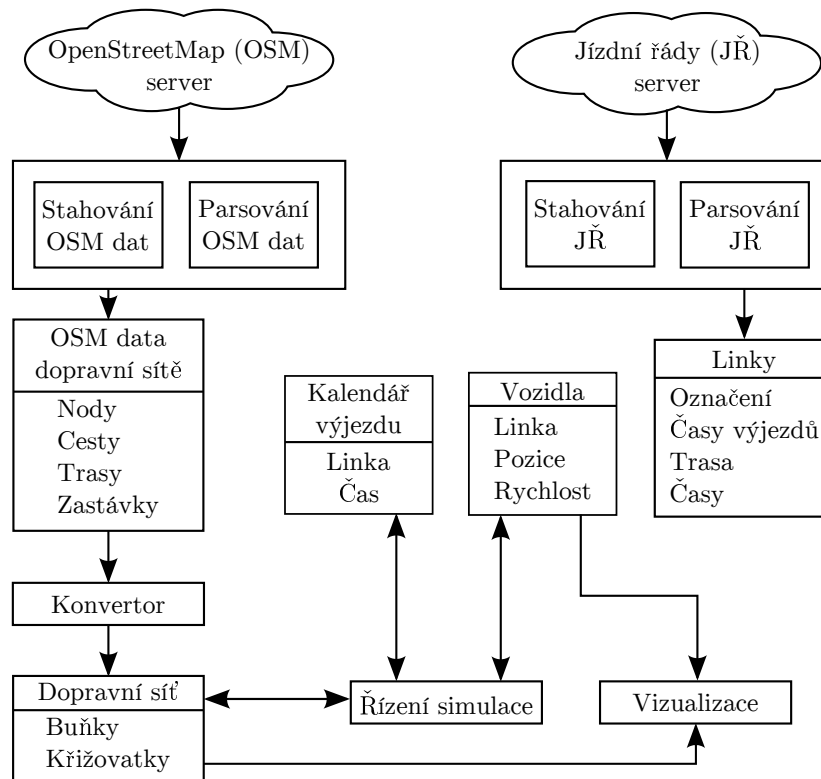 OpenStreetMap (OSM)
server
Jízdní řády (JŘ)
server
Stahování
OSM dat
Parsování
OSM dat
Stahování
JŘ
Parsování
JŘ
OSM data
dopravní sítě
Nody
Cesty
Trasy
Zastávky
Kalendář
výjezdu
Linka
Čas
Vozidla
Linka
Pozice
Rychlost
Linky
Označení
Časy výjezdů
Trasa
Časy
Konvertor
Dopravní síť
Buňky
Křižovatky
Řízení simulace
Vizualizace